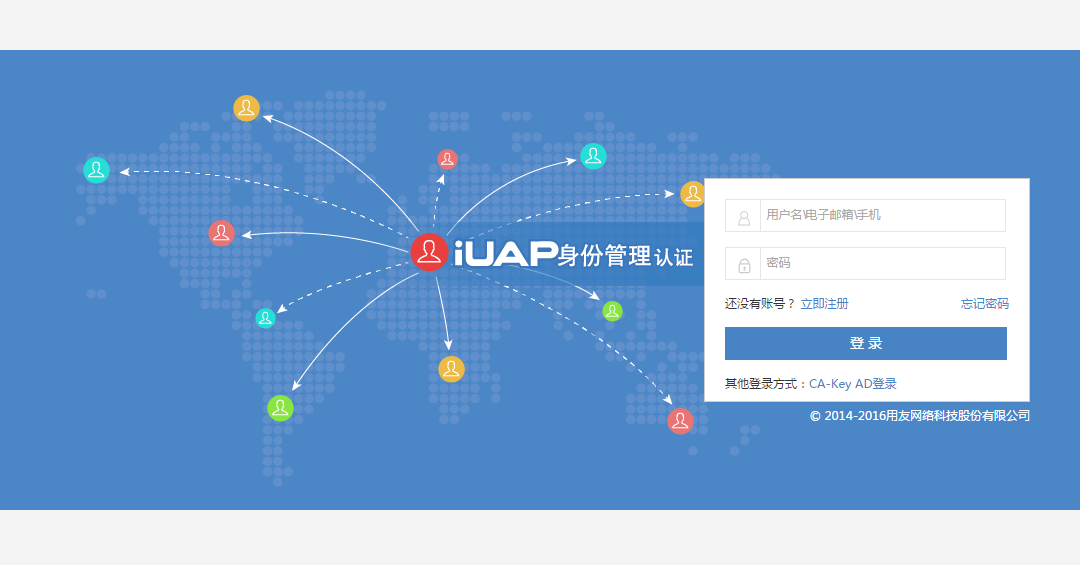 iUAP身份管理认证
用户名\电子邮箱\手机
密码
还没有账号？ 立即注册 忘记密码
登 录
其他登录方式：CA-Key AD登录
© 2014-2016用友网络科技股份有限公司